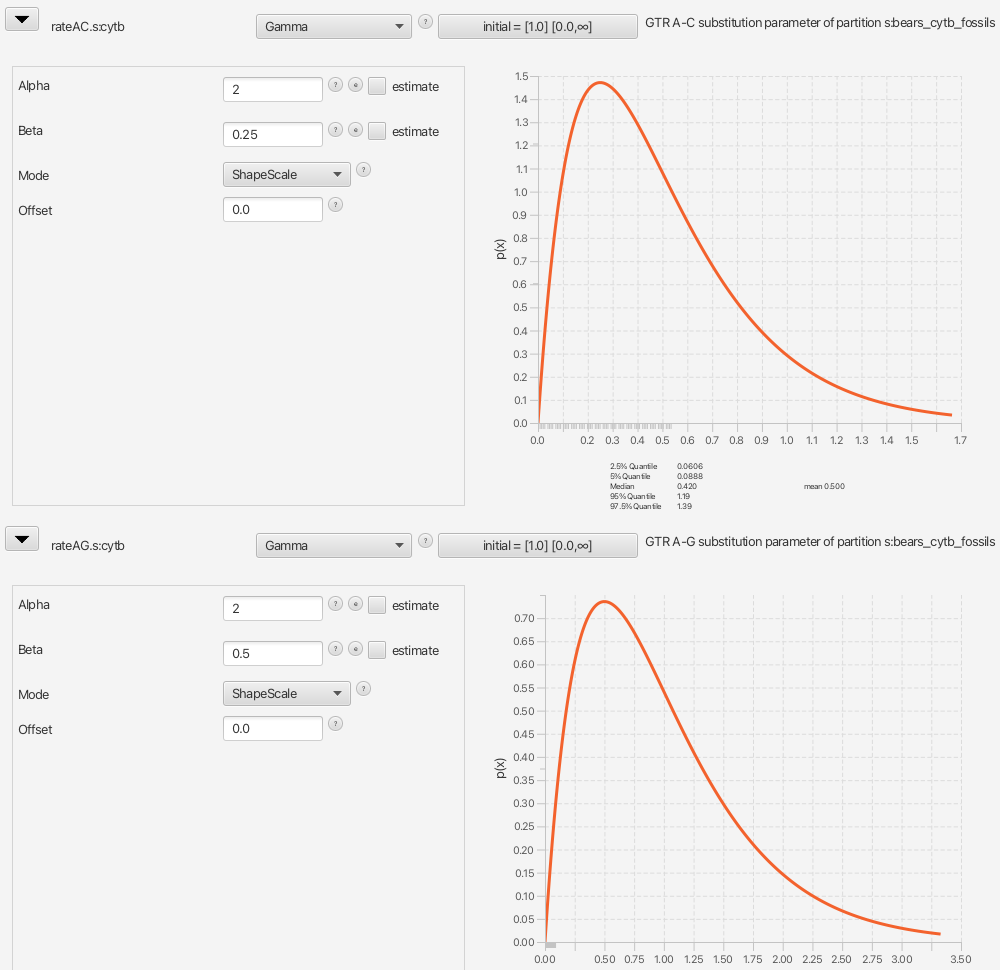 rateAC.s:cytb
Gamma
?
initial = [1.0] [0.0,∞]
GTR A-C substitution parameter of partition s:bears_cytb_fossils
Alpha
2
?
e
estimate
Beta
0.25
?
e
estimate
Mode
ShapeScale
?
Offset
0.0
?
p(x)
1.5
1.4
1.3
1.2
1.1
1.0
0.9
0.8
0.7
0.6
0.5
0.4
0.3
0.2
0.1
0.0
0.0 0.2 0.3 0.4 0.5 0.6 0.7 0.8 0.9 1.0 1.1 1.2 1.3 1.4 1.5 1.7
2.5% Quantile 0.0606
5% Quantile 0.0888
Median 0.420 mean 0.500
95% Quantile 1.19
97.5% Quantile 1.39
rateAG.s:cytb
Gamma
?
initial = [1.0] [0.0,∞]
GTR A-G substitution parameter of partition s:bears_cytb_fossils
Alpha
2
?
e
estimate
Beta
0.5
?
e
estimate
Mode
ShapeScale
?
Offset
0.0
?
p(x)
0.70
0.65
0.60
0.55
0.50
0.45
0.40
0.35
0.30
0.25
0.20
0.15
0.10
0.05
0.00
0.00 0.50 0.75 1.00 1.25 1.50 1.75 2.00 2.25 2.50 2.75 3.00 3.50